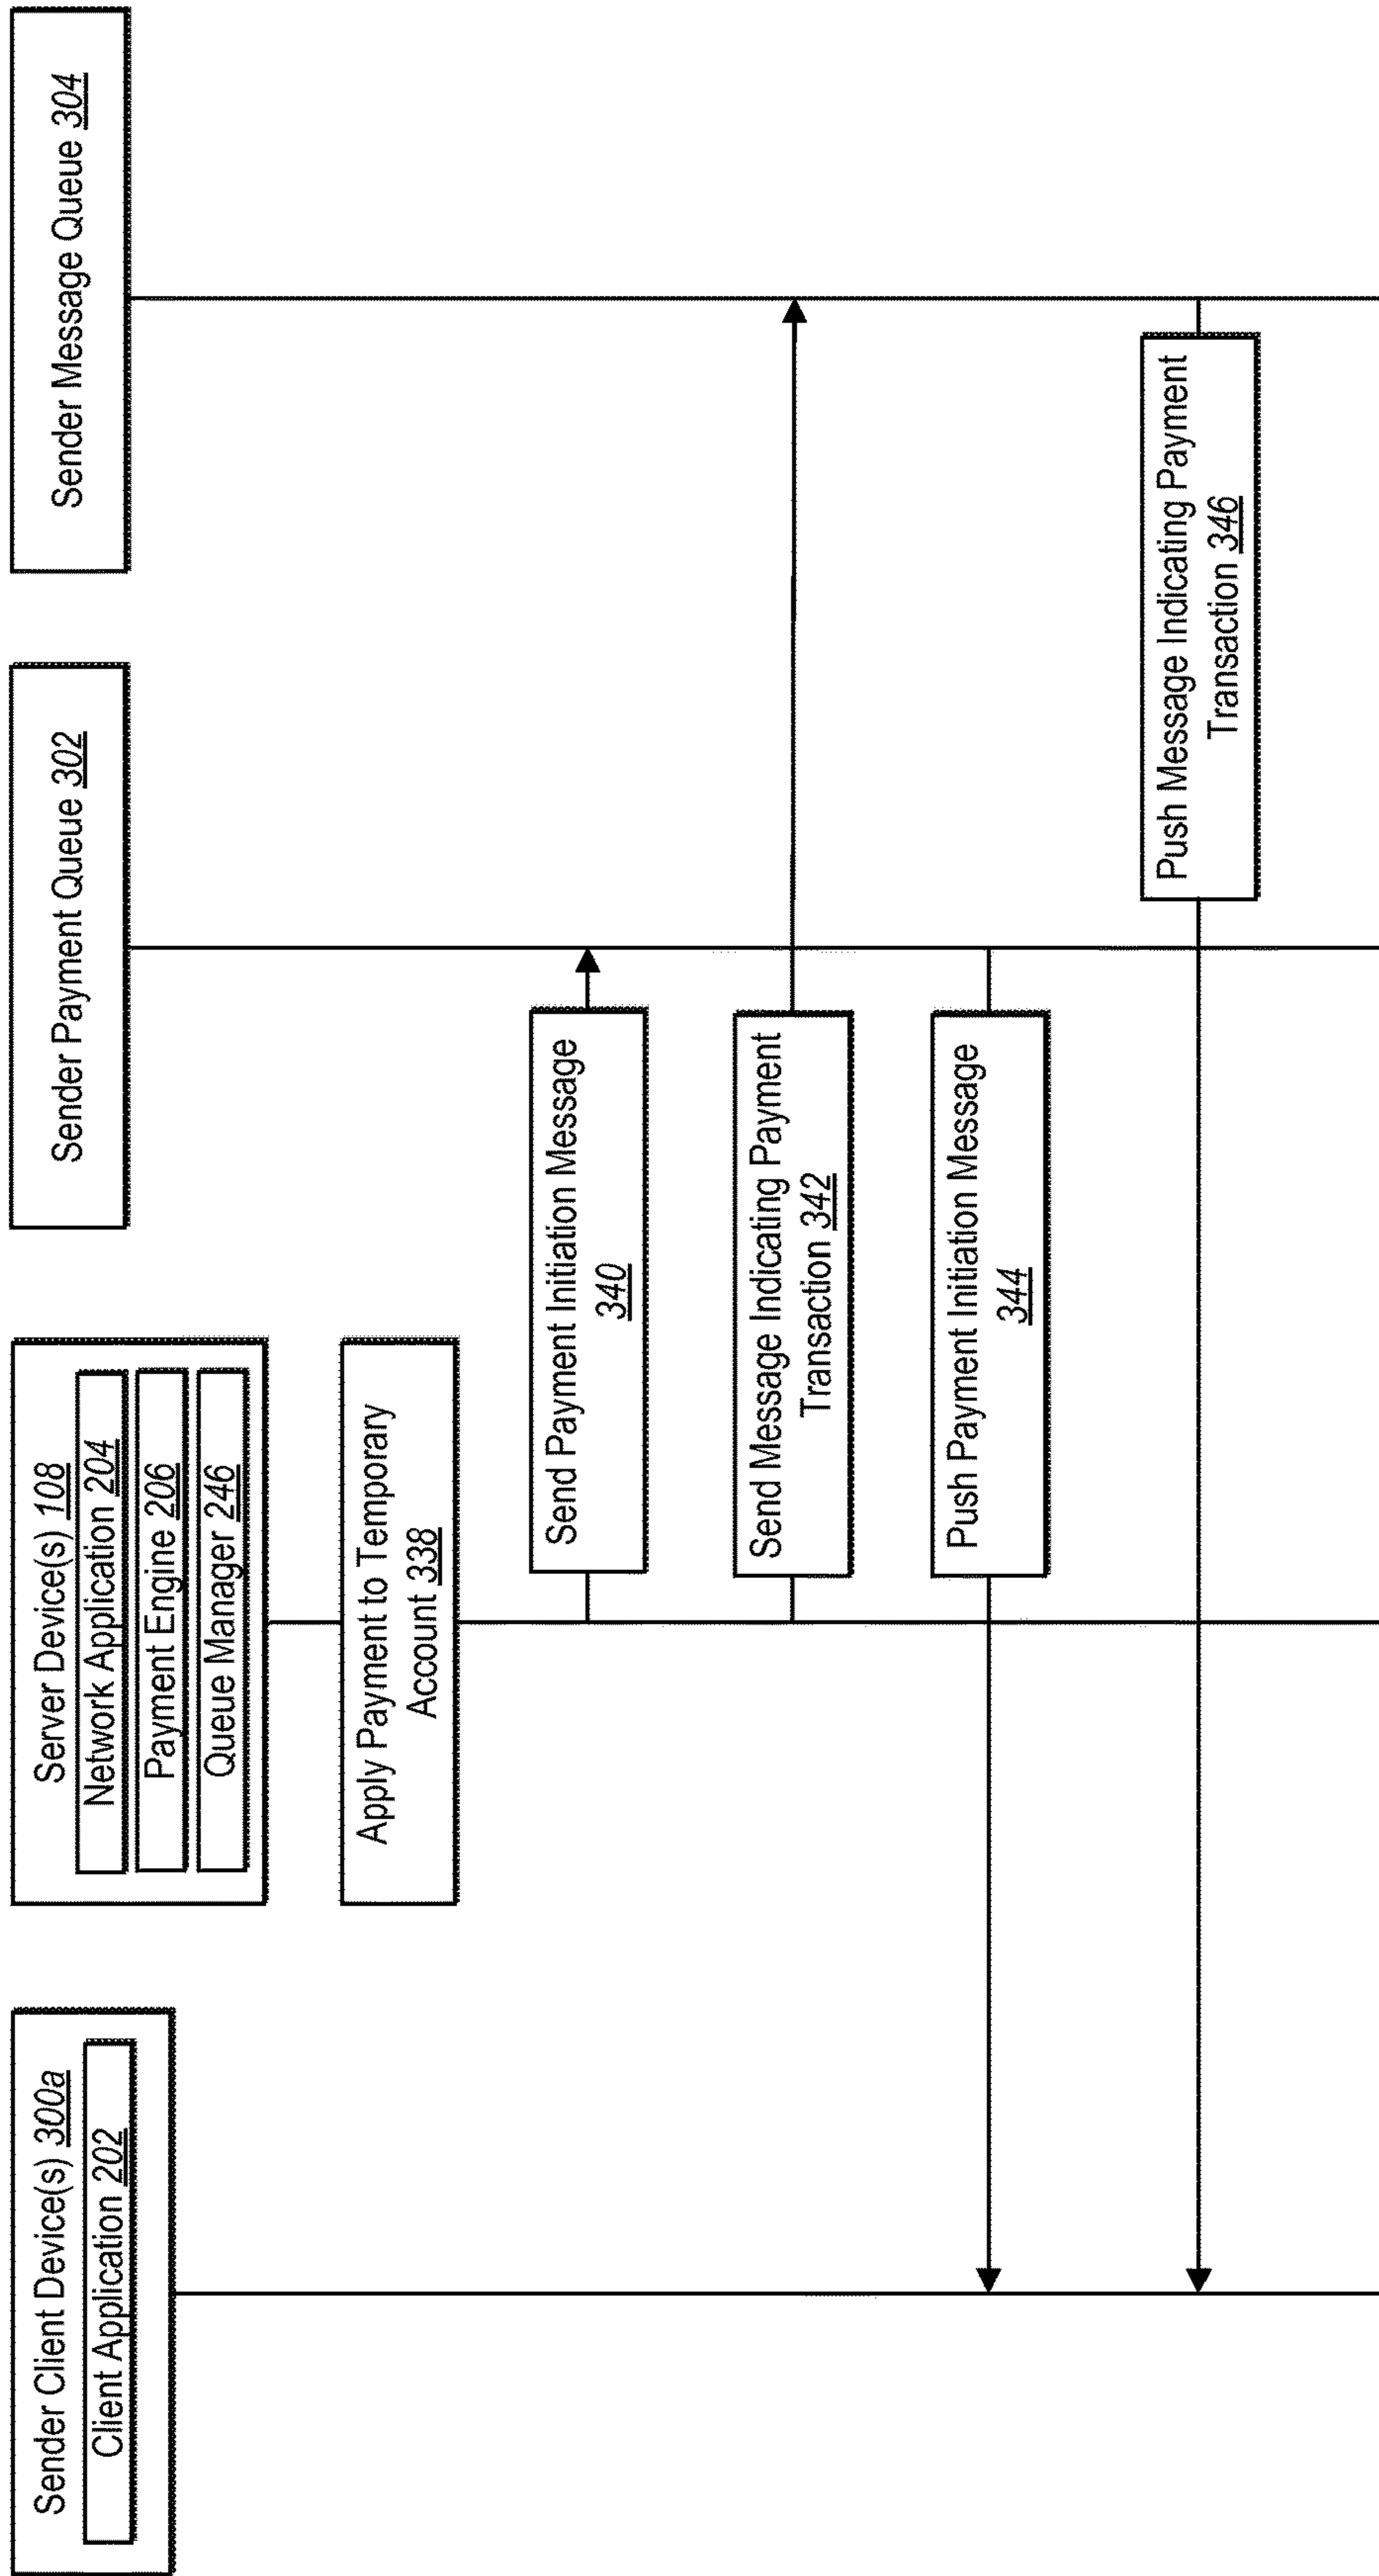 Sender Client Device(s) 300a
Client Application 202
Server Device(s) 108
Network Application 204
Payment Engine 206
Queue Manager 246
Sender Payment Queue 302
Sender Message Queue 304
Apply Payment to Temporary
Account 338
Send Payment Initiation Message
340
Send Message Indicating Payment
Transaction 342
Push Payment Initiation Message
344
Push Message Indicating Payment
Transaction 346